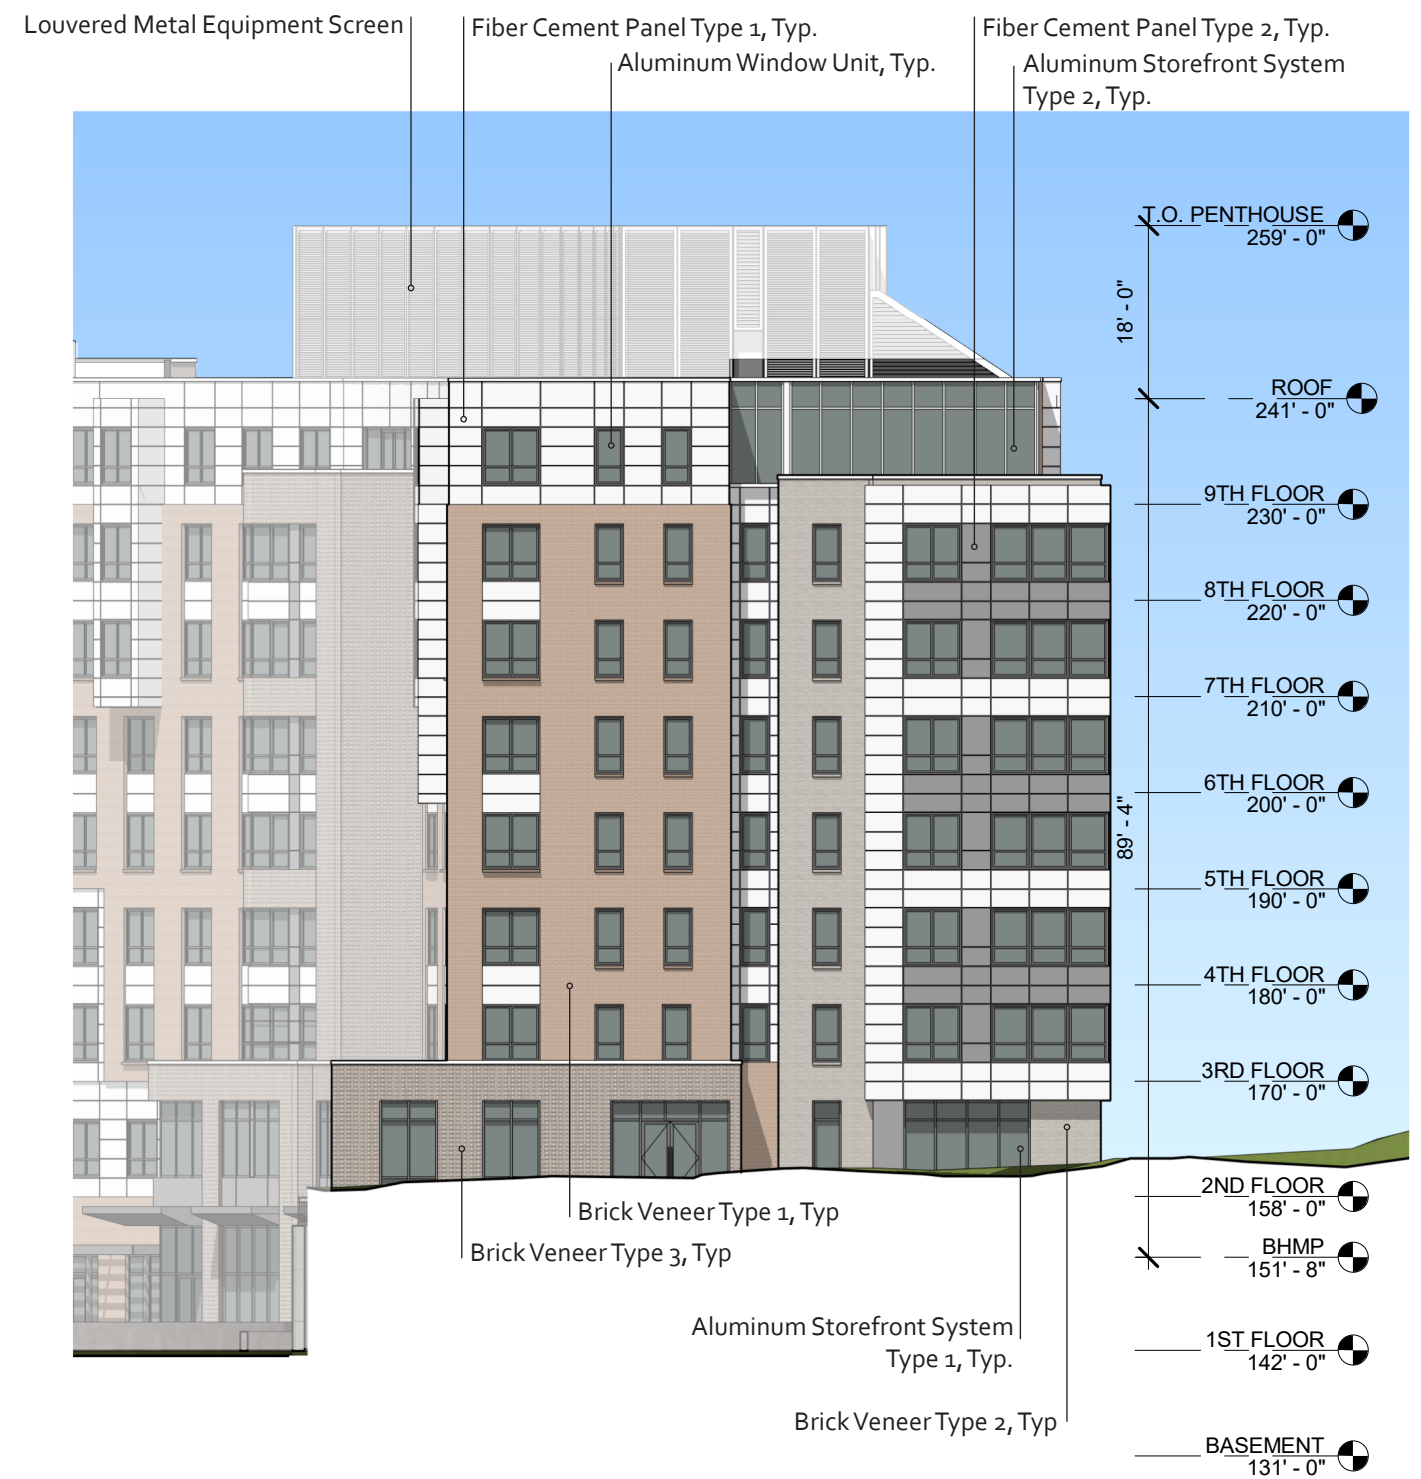 Louvered Metal Equipment Screen
Fiber Cement Panel Type 1, Typ.
Aluminum Window Unit, Typ.
Fiber Cement Panel Type 2, Typ.
Aluminum Storefront System
Type 2, Typ.
T.O. PENTHOUSE
259' - 0"
18' - 0"
ROOF
241' - 0"
9TH FLOOR
230' - 0"
8TH FLOOR
220' - 0"
7TH FLOOR
210' - 0"
6TH FLOOR
200' - 0"
89' - 4"
5TH FLOOR
190' - 0"
4TH FLOOR
180' - 0"
3RD FLOOR
170' - 0"
2ND FLOOR
158' - 0"
BHMP
151' - 8"
1ST FLOOR
142' - 0"
BASEMENT
131' - 0"
Brick Veneer Type 1, Typ
Brick Veneer Type 3, Typ
Aluminum Storefront System
Type 1, Typ.
Brick Veneer Type 2, Typ